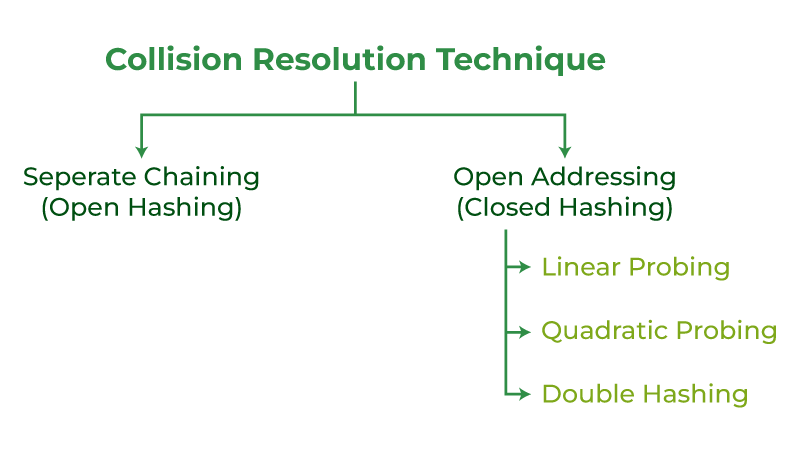 Collision Resolution Technique
Seperate Chaining
(Open Hashing)
Open Addressing
(Closed Hashing)
Linear Probing
Quadratic Probing
Double Hashing